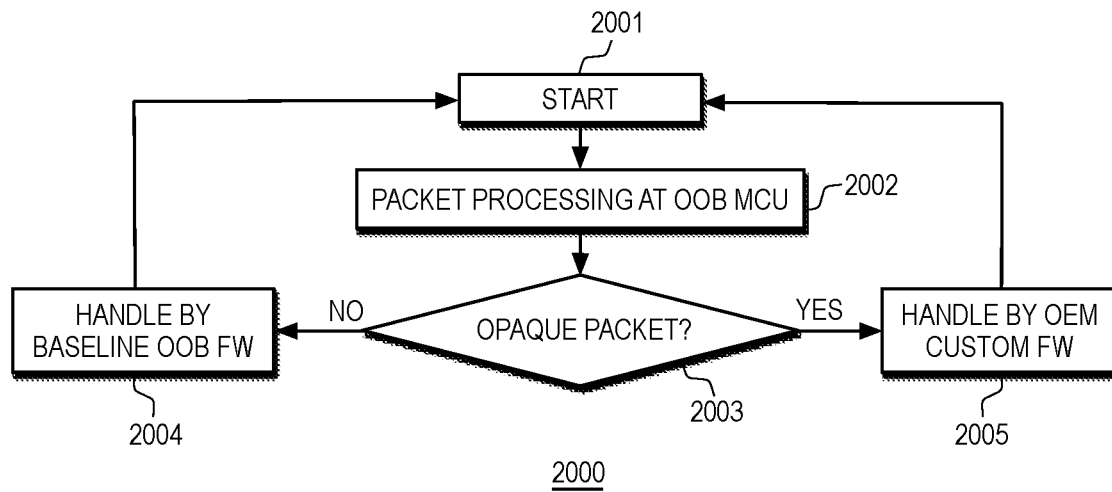 2001
START
PACKET PROCESSING AT OOB MCU
2002
OPAQUE PACKET?
NO
YES
2003
HANDLE BY
BASELINE OOB FW
2004
HANDLE BY OEM
CUSTOM FW
2005
2000